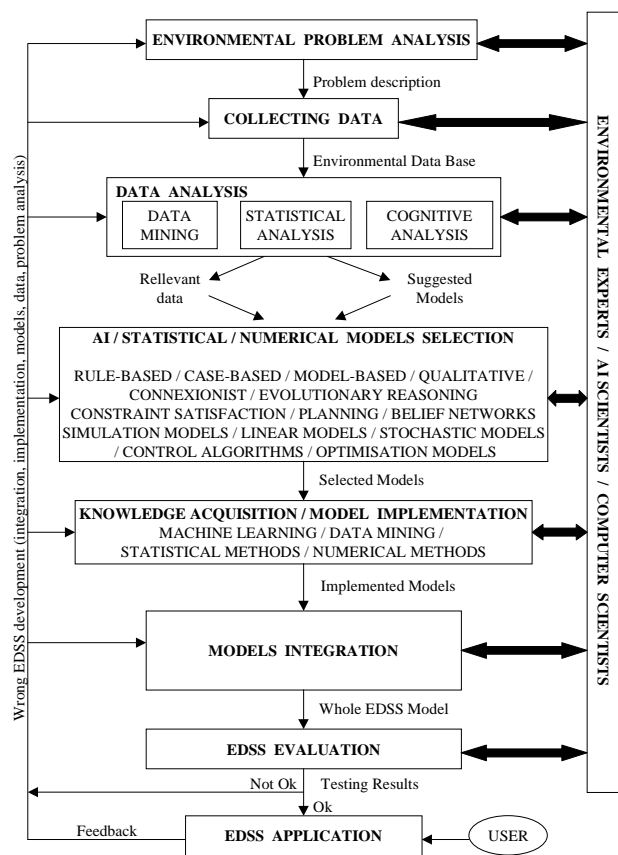 ENVIRONMENTAL PROBLEM ANALYSIS
Problem description
COLLECTING DATA
Environmental Data Base
DATA ANALYSIS
DATA
MINING
STATISTICAL
ANALYSIS
COGNITIVE
ANALYSIS
Rellevant
data
Suggested
Models
AI / STATISTICAL / NUMERICAL MODELS SELECTION
RULE-BASED / CASE-BASED / MODEL-BASED / QUALITATIVE /
CONNEXIONIST / EVOLUTIONARY REASONING
CONSTRAINT SATISFACTION / PLANNING / BELIEF NETWORKS
SIMULATION MODELS / LINEAR MODELS / STOCHASTIC MODELS
/ CONTROL ALGORITHMS / OPTIMISATION MODELS
Selected Models
KNOWLEDGE ACQUISITION / MODEL IMPLEMENTATION
MACHINE LEARNING / DATA MINING /
STATISTICAL METHODS / NUMERICAL METHODS
Implemented Models
MODELS INTEGRATION
Whole EDSS Model
EDSS EVALUATION
Not Ok
Testing Results
Ok
Feedback
EDSS APPLICATION
USER
Wrong EDSS development (integration, implementation, models, data, problem analysis)
ENVIRONMENTAL EXPERTS / AI SCIENTISTS / COMPUTER SCIENTISTS